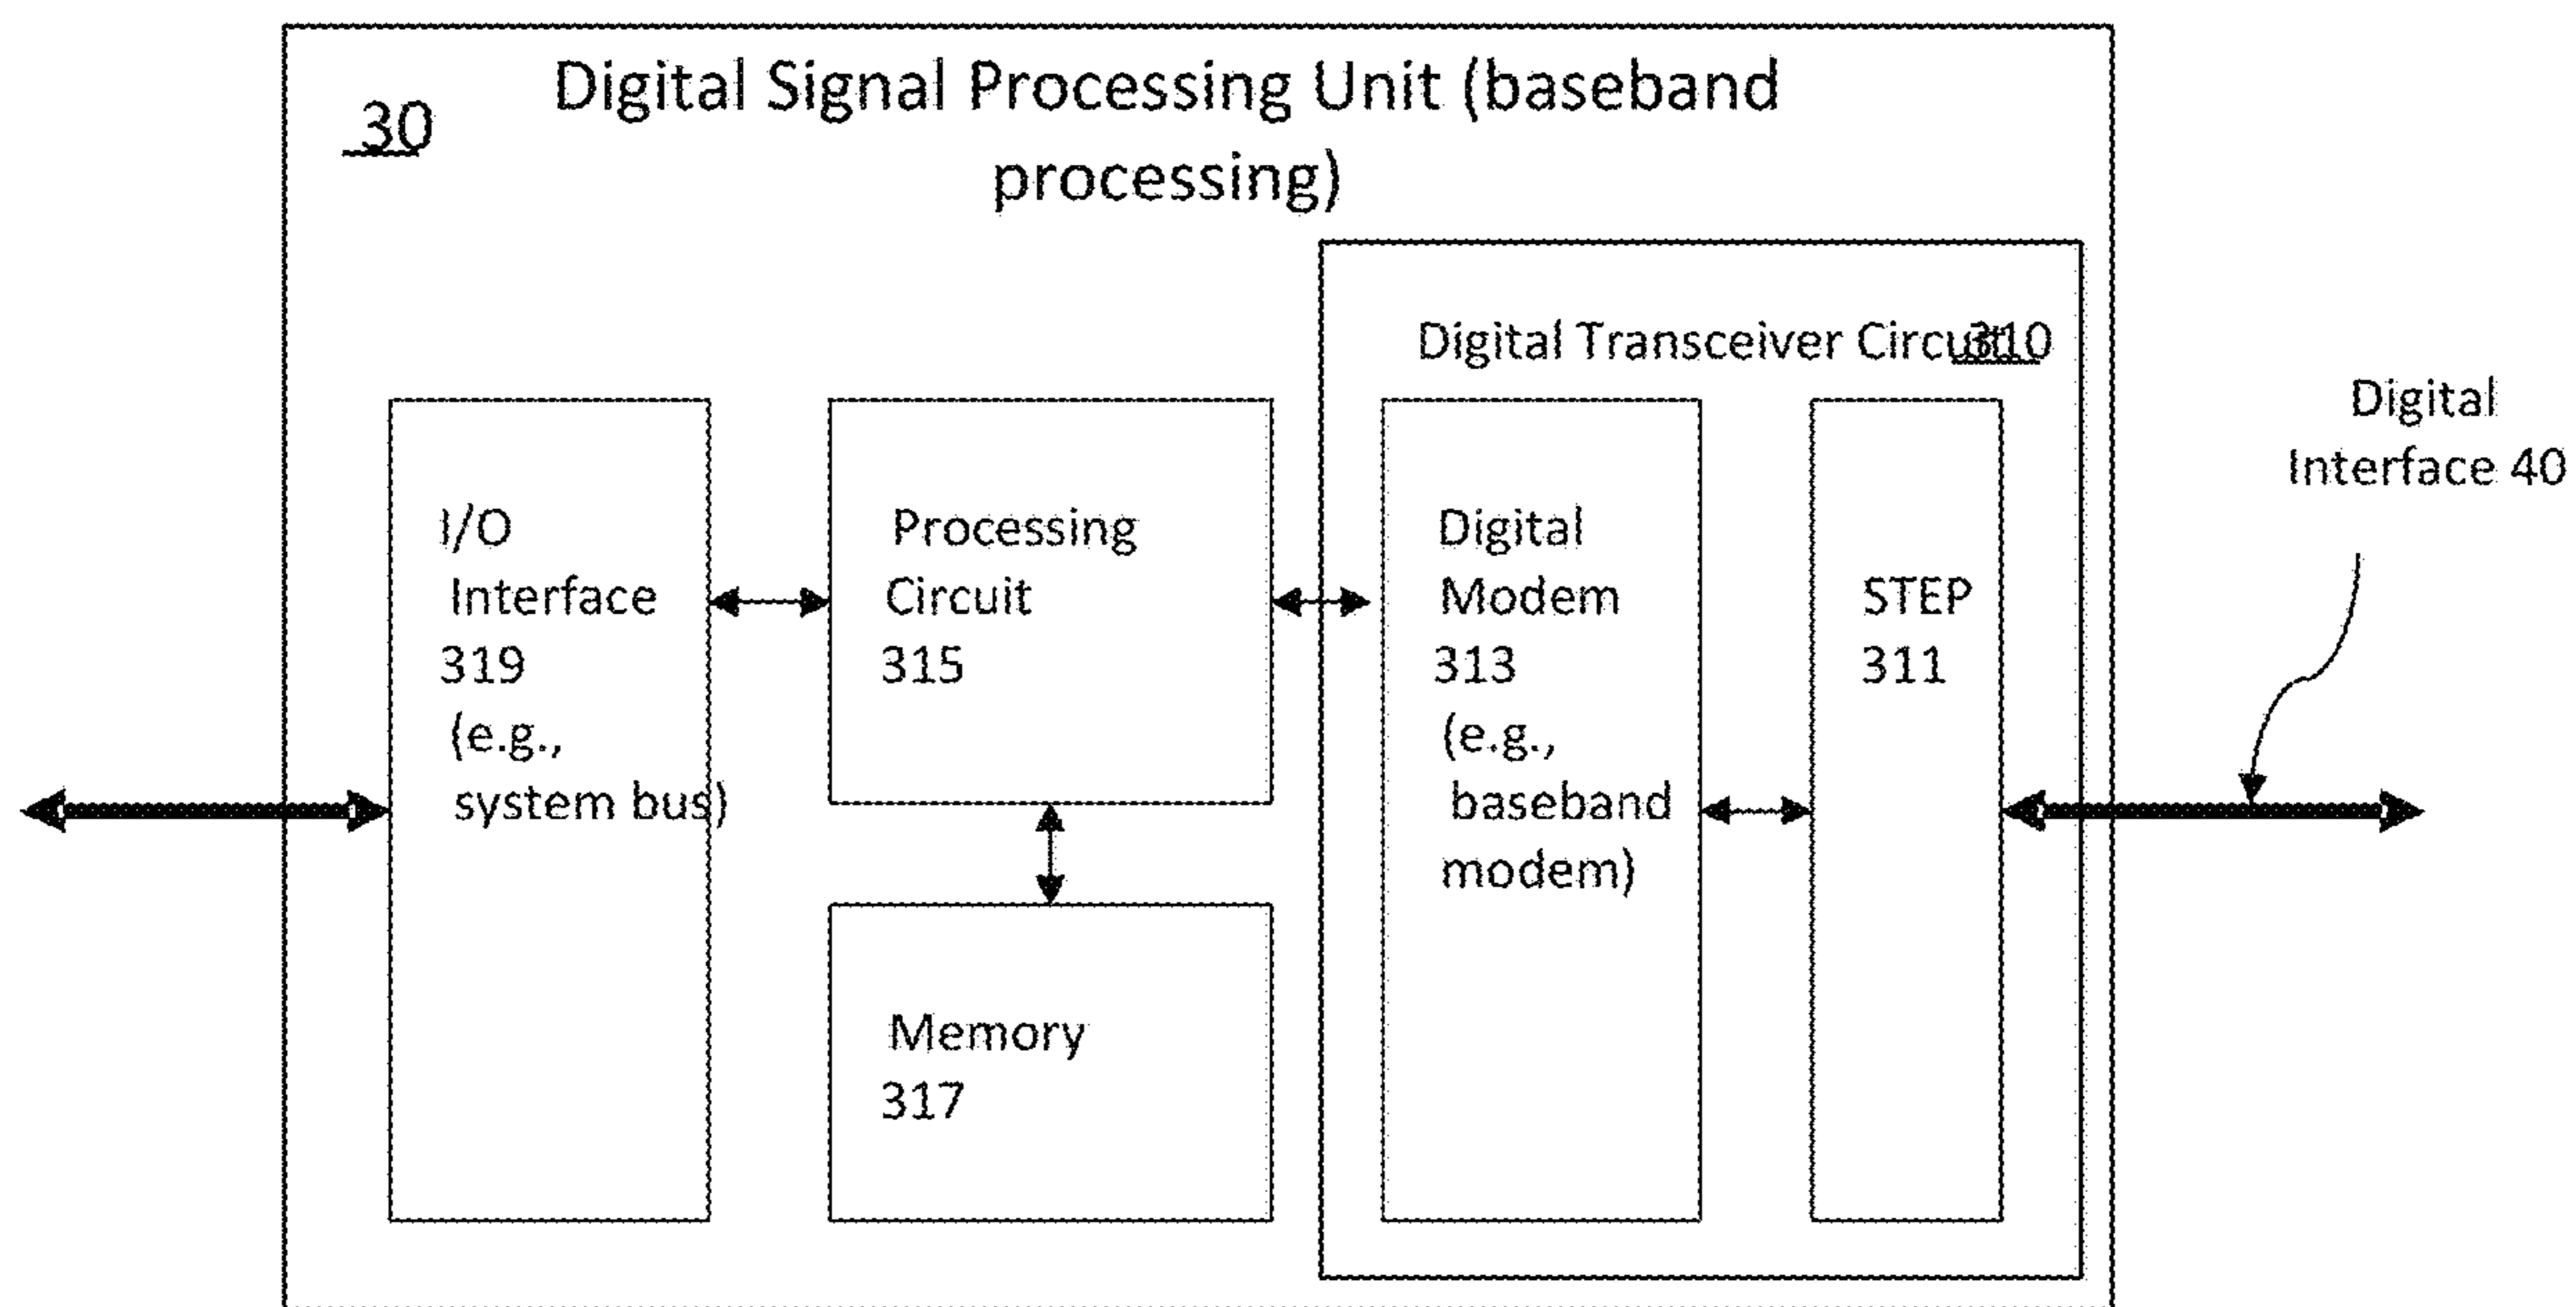 30
Digital Signal Processing Unit (baseband
processing)
Digital Transceiver Circuit 310
Digital
Interface 40
I/O
Interface
319
(e.g.,
system bus)
Processing
Circuit
315
Digital
Modem
313
(e.g.,
baseband
modem)
STEP
311
Memory
317